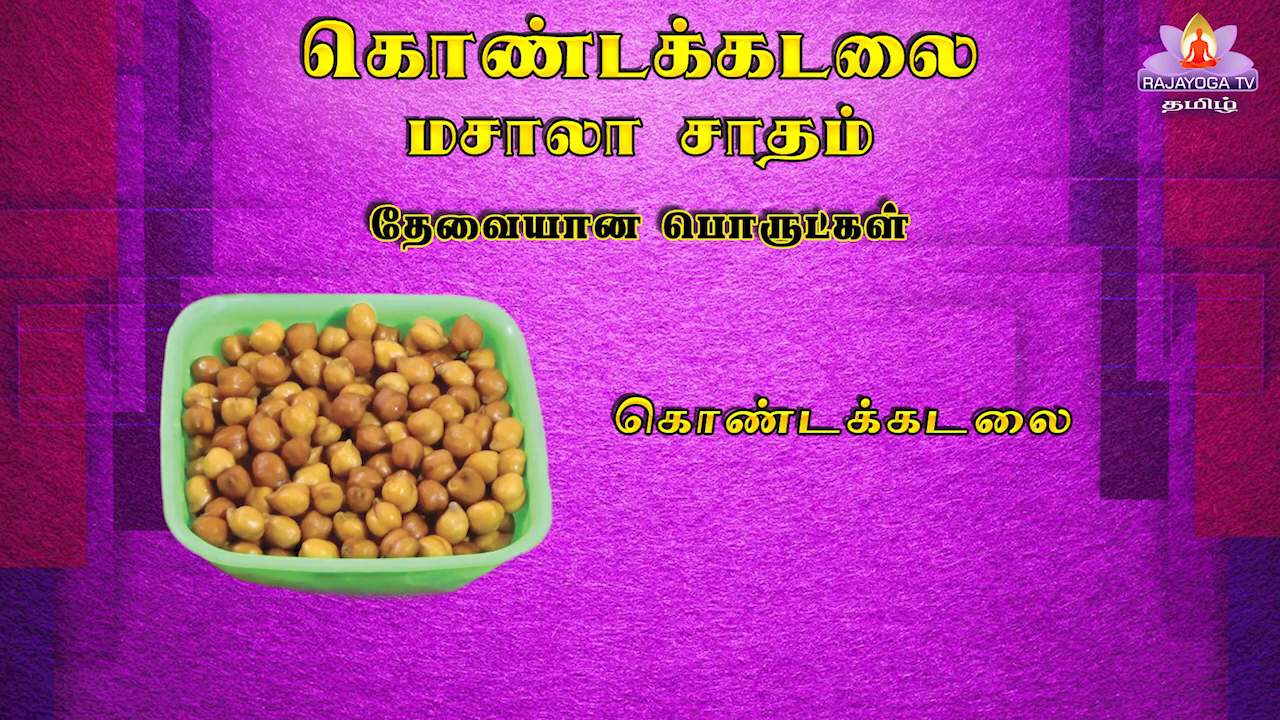 கொண்டக்கடலை
மசாலா சாதம்
RAJAYOGA TV
தமிழ்
தேவையான பொருட்கள்
கொண்டக்கடலை